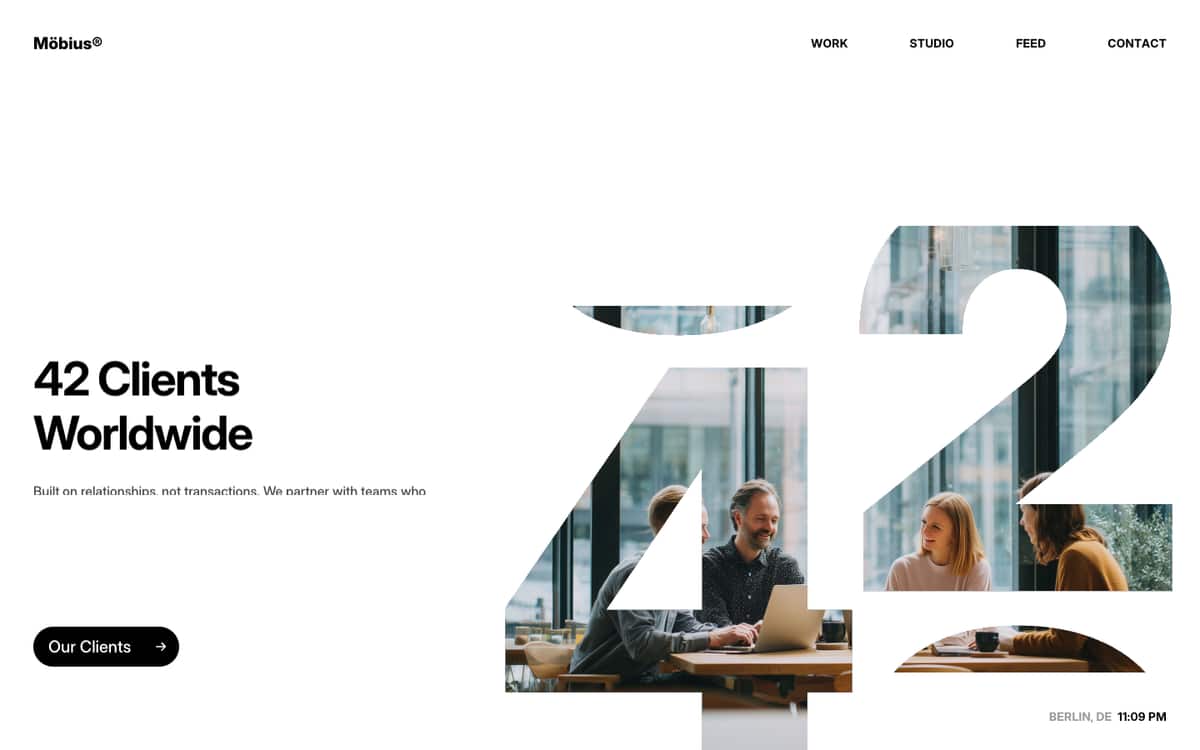 Möbius®
WORK
STUDIO
FEED
CONTACT
42
42 Clients
Worldwide
Built on relationships, not transactions. We partner with teams who
Our Clients →
BERLIN, DE 11:09 PM